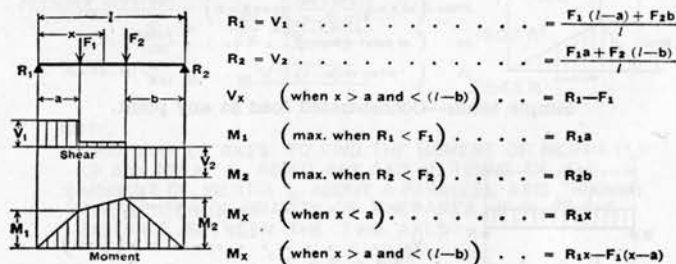 l
x
F₁ F₂
R₁ R₂
a b
V₁
Shear
V₂
M₁ M₂
Moment
R₁ = V₁ . . . . . . . . . . . . = F₁ (l—a) + F₂b / l
R₂ = V₂ . . . . . . . . . . . . = F₁a + F₂ (l—b) / l
Vₓ (when x > a and < (l—b)) . . . . = R₁—F₁
M₁ (max. when R₁ < F₁) . . . . . = R₁a
M₂ (max. when R₂ < F₂) . . . . . = R₂b
Mₓ (when x < a) . . . . . . . = R₁x
Mₓ (when x > a and < (l—b)) . . . . = R₁x—F₁(x—a)